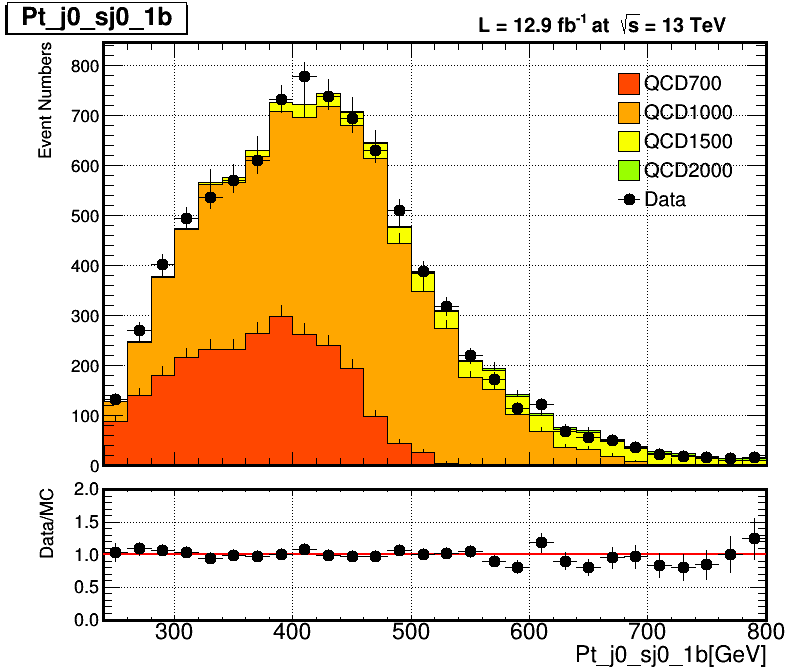 Pt_j0_sj0_1b
L = 12.9 fb⁻¹ at √s = 13 TeV
Event Numbers
800
700
600
500
400
300
200
100
0
QCD700
QCD1000
QCD1500
QCD2000
Data
Data/MC
2.0
1.5
1.0
0.5
0.0
300 400 500 600 700 800
Pt_j0_sj0_1b[GeV]